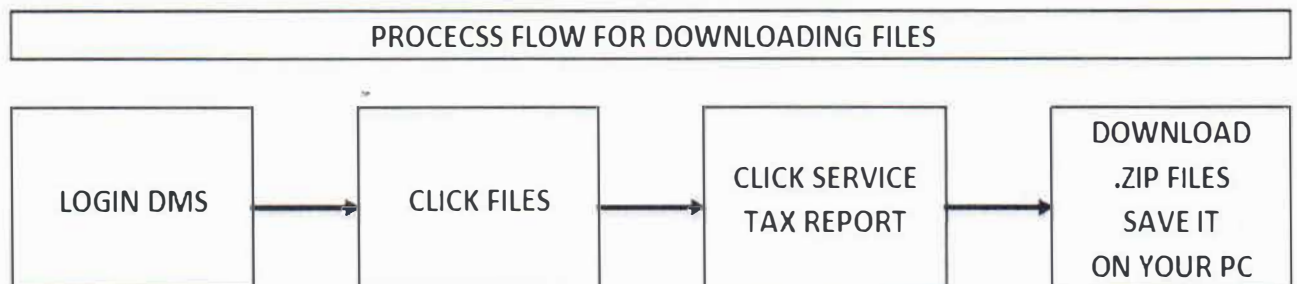 PROCECSS FLOW FOR DOWNLOADING FILES
LOGIN DMS
CLICK FILES
CLICK SERVICE
TAX REPORT
DOWNLOAD
.ZIP FILES
SAVE IT
ON YOUR PC